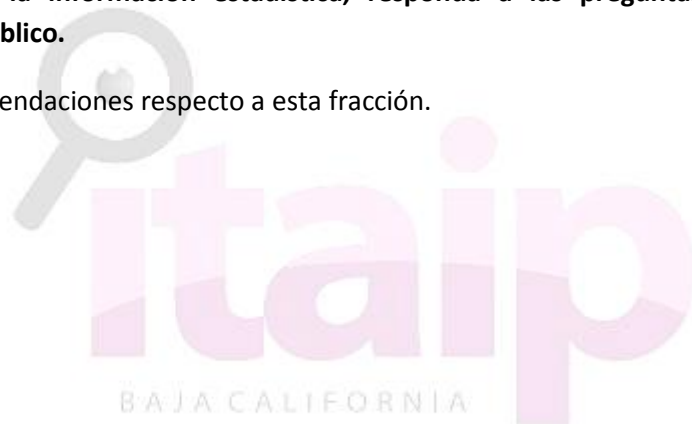 la información estadística, responda a las pregunta
blico.
endaciones respecto a esta fracción.
itaip
BAJA CALIFORNIA